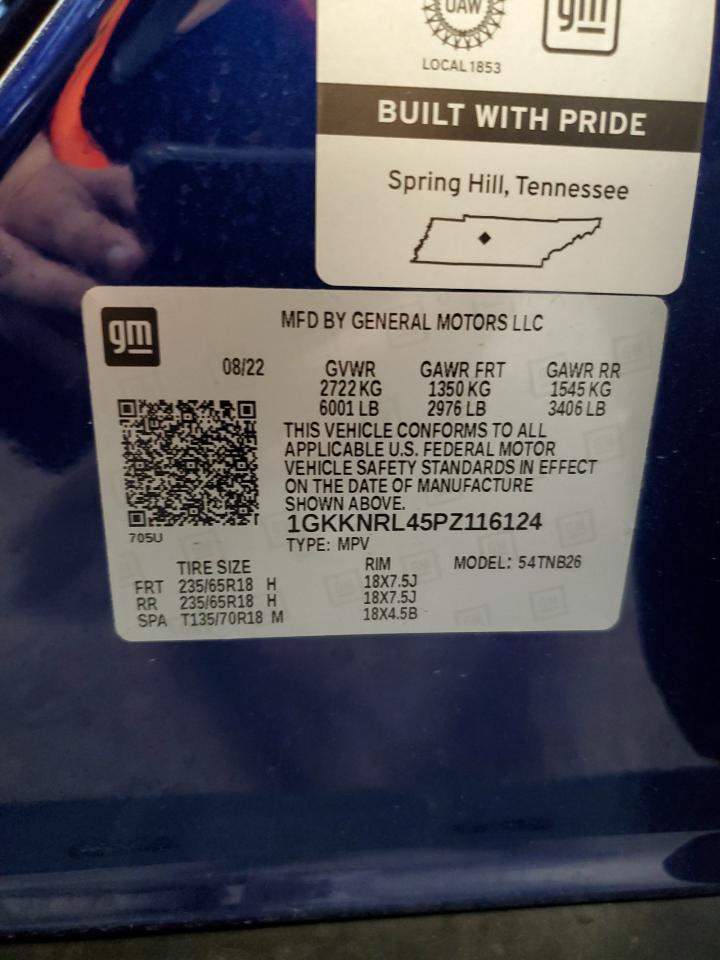 UAW
gm
LOCAL 1853
BUILT WITH PRIDE
Spring Hill, Tennessee
gm
MFD BY GENERAL MOTORS LLC
08/22 GVWR GAWR FRT GAWR RR
2722 KG 1350 KG 1545 KG
6001 LB 2976 LB 3406 LB
THIS VEHICLE CONFORMS TO ALL
APPLICABLE U.S. FEDERAL MOTOR
VEHICLE SAFETY STANDARDS IN EFFECT
ON THE DATE OF MANUFACTURE
SHOWN ABOVE.
1GKKNRL45PZ116124
705U
TYPE: MPV
TIRE SIZE RIM MODEL: 54TNB26
FRT 235/65R18 H 18X7.5J
RR 235/65R18 H 18X7.5J
SPA T135/70R18 M 18X4.5B